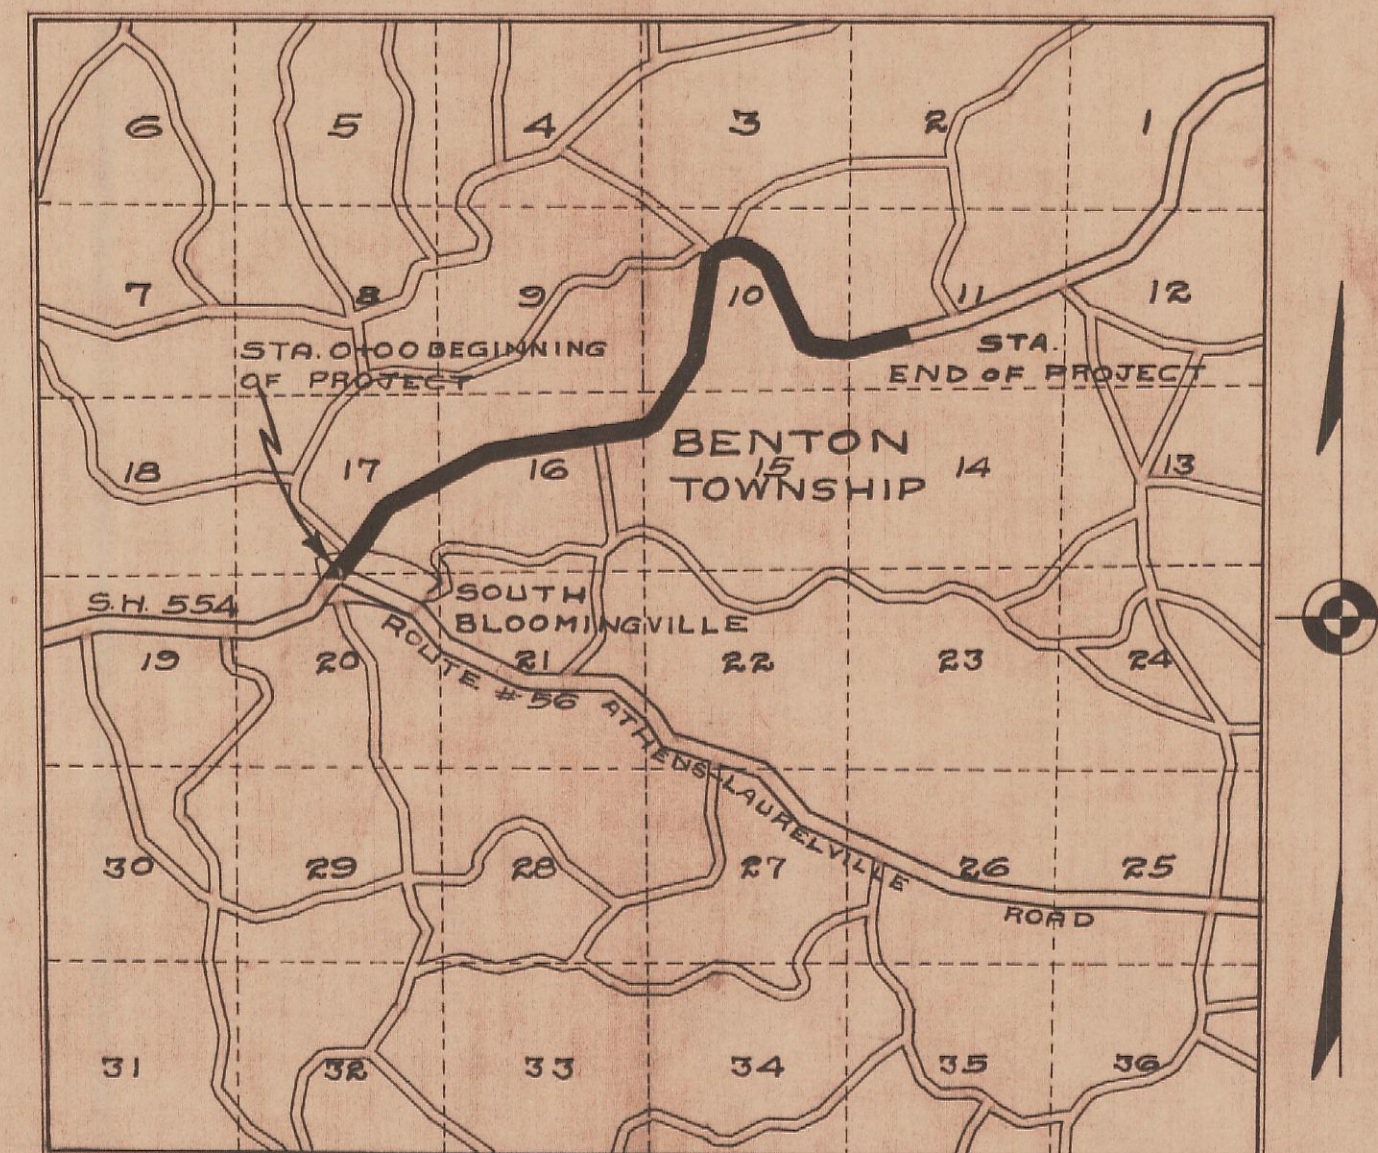 6 5 4 3 2 1
7 8 9 10 11 12
STA. 0+00 BEGINNING
OF PROJECT
STA.
END OF PROJECT
BENTON
TOWNSHIP
18 17 16 15 14 13
S.H. 554
SOUTH
BLOOMINGVILLE
19 20 21 22 23 24
ROUTE # 56 ATHENS-LAURELVILLE ROAD
30 29 28 27 26 25
31 32 33 34 35 36